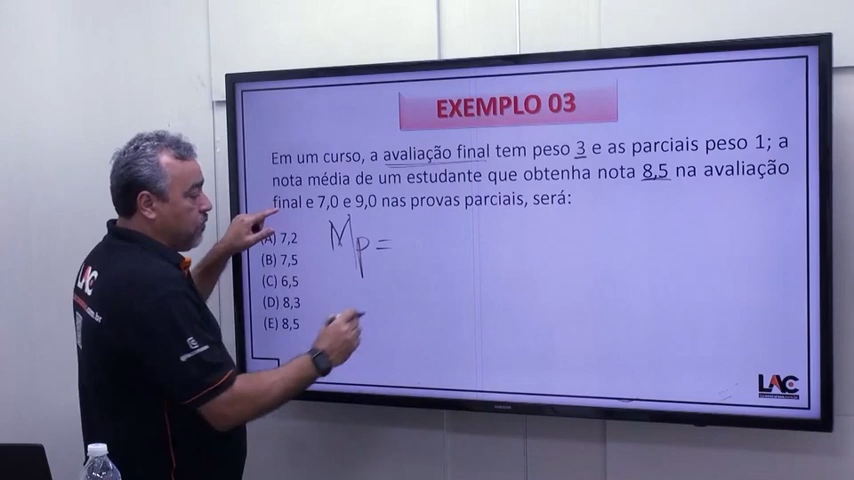 EXEMPLO 03
Em um curso, a avaliação final tem peso 3 e as parciais peso 1; a
nota média de um estudante que obtenha nota 8,5 na avaliação
final e 7,0 e 9,0 nas provas parciais, será:
(A) 7,2
(B) 7,5
(C) 6,5
(D) 8,3
(E) 8,5
Mp =
LAC
LAC